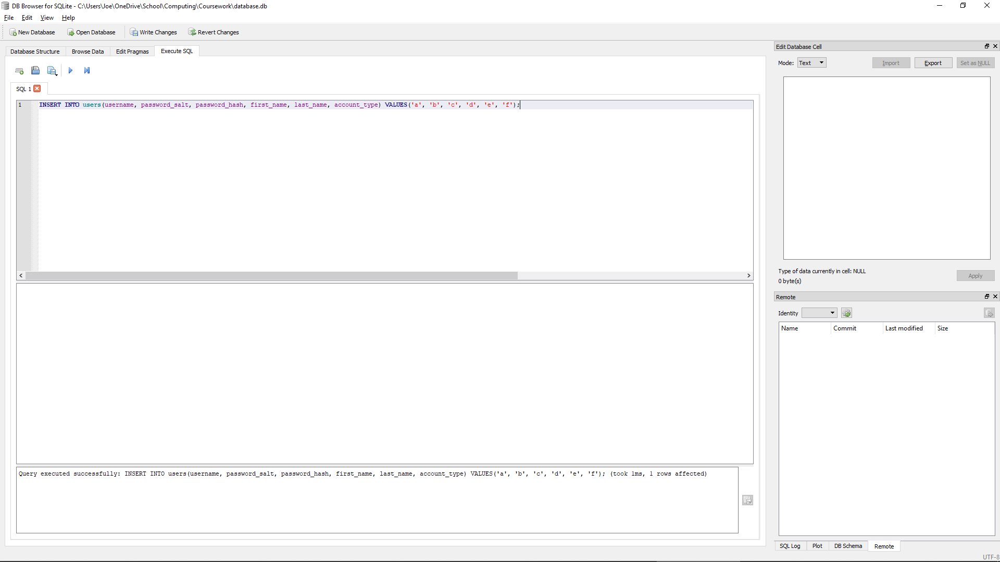 DB Browser for SQLite - C:\Users\Joe\OneDrive\School\Computing\Coursework\database.db
File Edit View Help
New Database Open Database Write Changes Revert Changes
Database Structure Browse Data Edit Pragmas Execute SQL
SQL 1
1 INSERT INTO users(username, password_salt, password_hash, first_name, last_name, account_type) VALUES('a', 'b', 'c', 'd', 'e', 'f');
Query executed successfully: INSERT INTO users(username, password_salt, password_hash, first_name, last_name, account_type) VALUES('a', 'b', 'c', 'd', 'e', 'f'); (took 1ms, 1 rows affected)
Edit Database Cell
Mode: Text Import Export Set as NULL
Type of data currently in cell: NULL
0 byte(s)
Apply
Remote
Identity
Name Commit Last modified Size
SQL Log Plot DB Schema Remote
UTF-8